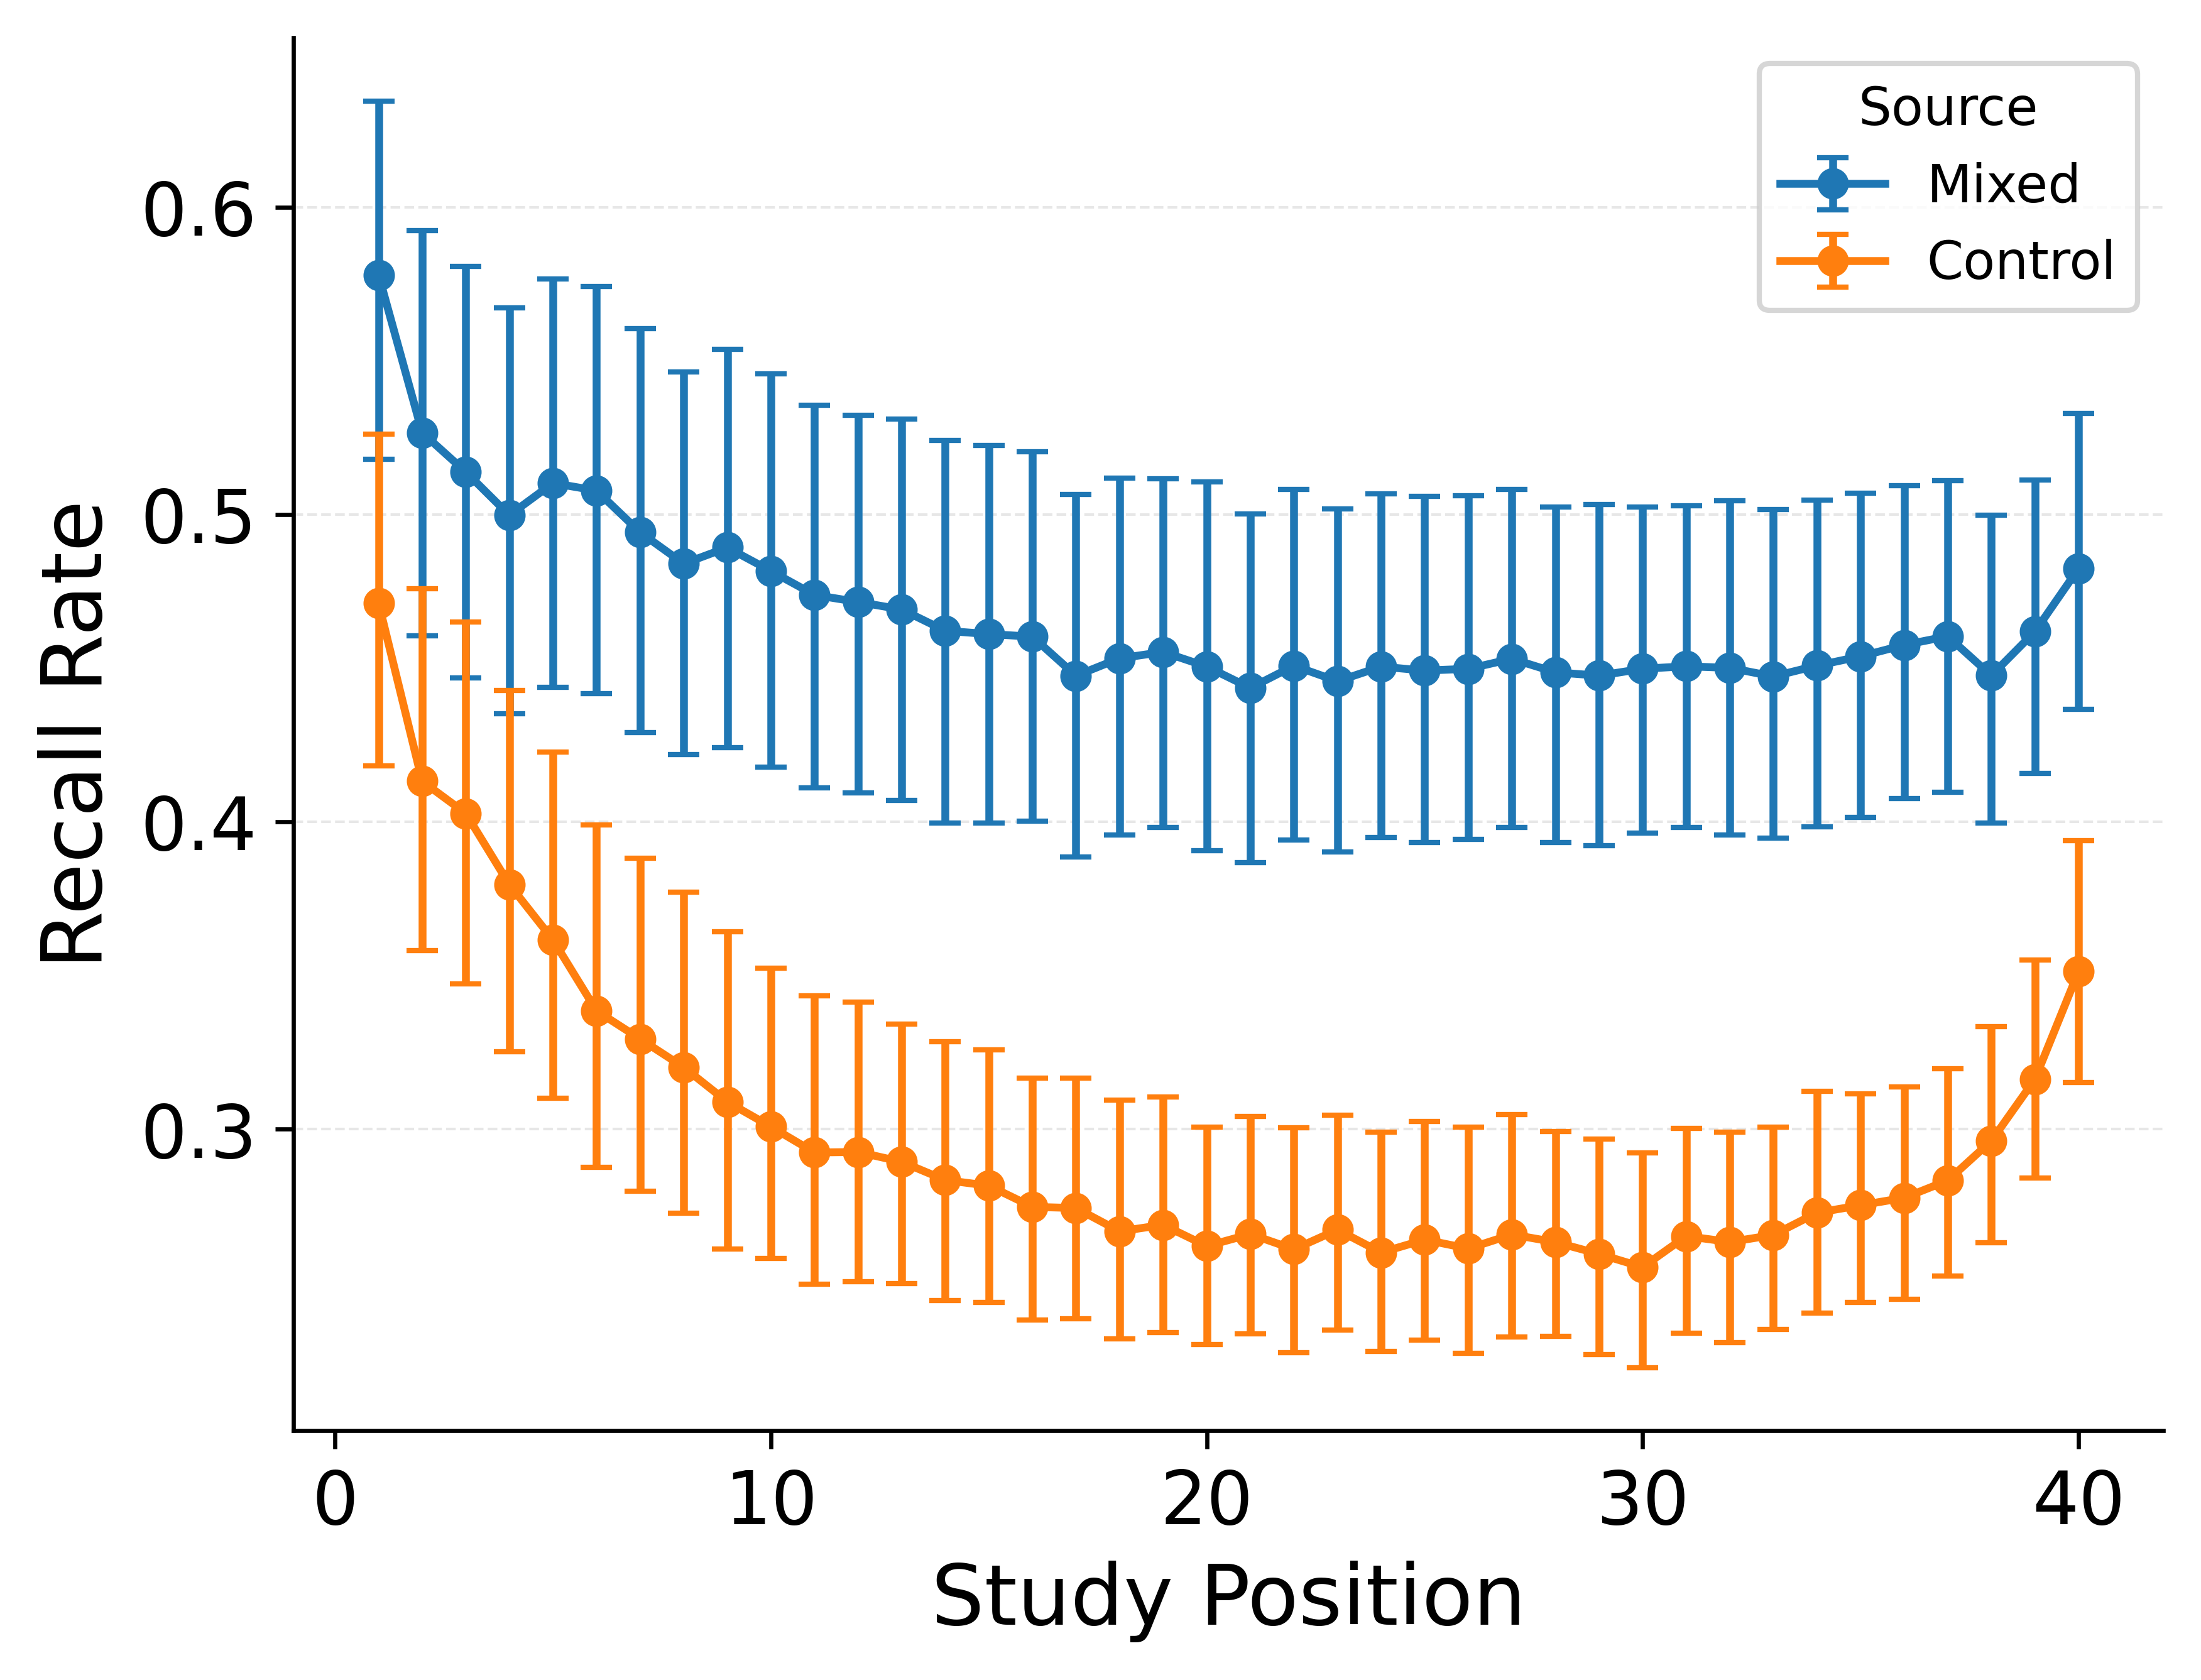 Source
Mixed
Control
0.6
0.5
0.4
0.3
Recall Rate
0 10 20 30 40
Study Position